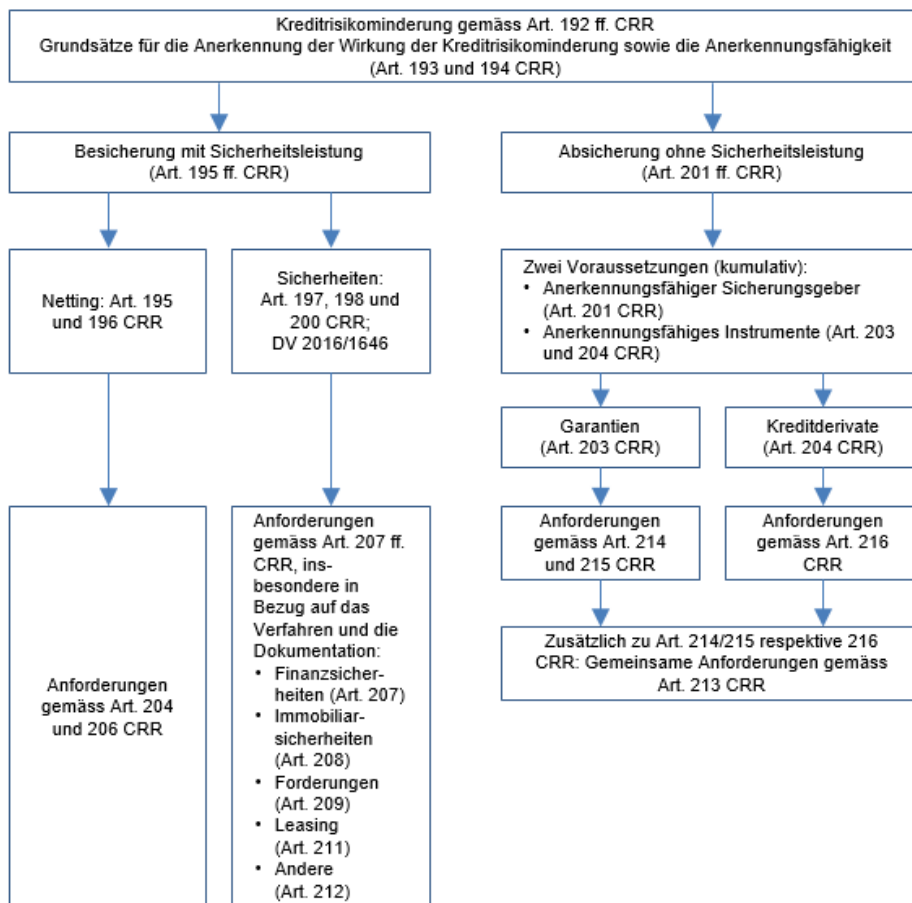 Kreditrisikominderung gemäss Art. 192 ff. CRR
Grundsätze für die Anerkennung der Wirkung der Kreditrisikominderung sowie die Anerkennungsfähigkeit
(Art. 193 und 194 CRR)
Besicherung mit Sicherheitsleistung
(Art. 195 ff. CRR)
Absicherung ohne Sicherheitsleistung
(Art. 201 ff. CRR)
Netting: Art. 195
und 196 CRR
Sicherheiten:
Art. 197, 198 und
200 CRR;
DV 2016/1646
Zwei Voraussetzungen (kumulativ):
• Anerkennungsfähiger Sicherungsgeber
(Art. 201 CRR)
• Anerkennungsfähiges Instrumente (Art. 203
und 204 CRR)
Garantien
(Art. 203 CRR)
Kreditderivate
(Art. 204 CRR)
Anforderungen
gemäss Art. 204
und 206 CRR
Anforderungen
gemäss Art. 207 ff.
CRR, ins-
besondere in
Bezug auf das
Verfahren und die
Dokumentation:
• Finanzsicher-
heiten (Art. 207)
• Immobiliar-
sicherheiten
(Art. 208)
• Forderungen
(Art. 209)
• Leasing
(Art. 211)
• Andere
(Art. 212)
Anforderungen
gemäss Art. 214
und 215 CRR
Anforderungen
gemäss Art. 216
CRR
Zusätzlich zu Art. 214/215 respektive 216
CRR: Gemeinsame Anforderungen gemäss
Art. 213 CRR